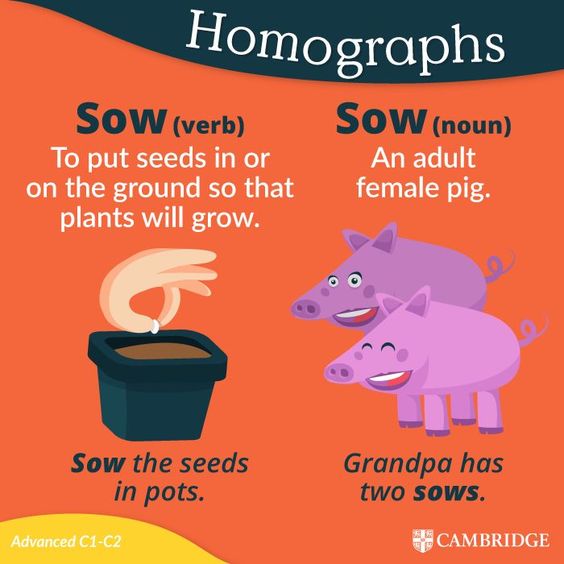 Homographs
Sow (verb)
To put seeds in or
on the ground so that
plants will grow.
Sow the seeds
in pots.
Sow (noun)
An adult
female pig.
Grandpa has
two sows.
Advanced C1-C2
CAMBRIDGE